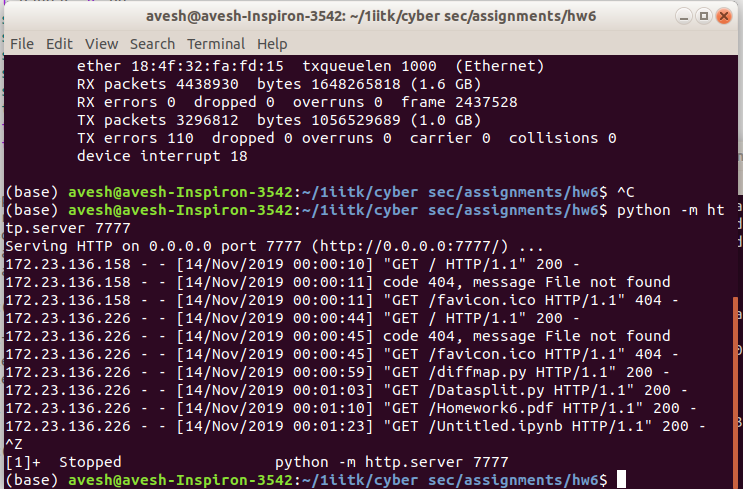 avesh@avesh-Inspiron-3542: ~/1iitk/cyber sec/assignments/hw6
File Edit View Search Terminal Help
ether 18:4f:32:fa:fd:15 txqueuelen 1000 (Ethernet)
RX packets 4438930 bytes 1648265818 (1.6 GB)
RX errors 0 dropped 0 overruns 0 frame 2437528
TX packets 3296812 bytes 1056529689 (1.0 GB)
TX errors 110 dropped 0 overruns 0 carrier 0 collisions 0
device interrupt 18
(base) avesh@avesh-Inspiron-3542:~/1iitk/cyber sec/assignments/hw6$ ^C
(base) avesh@avesh-Inspiron-3542:~/1iitk/cyber sec/assignments/hw6$ python -m ht
tp.server 7777
Serving HTTP on 0.0.0.0 port 7777 (http://0.0.0.0:7777/) ...
172.23.136.158 - - [14/Nov/2019 00:00:10] "GET / HTTP/1.1" 200 -
172.23.136.158 - - [14/Nov/2019 00:00:11] code 404, message File not found
172.23.136.158 - - [14/Nov/2019 00:00:11] "GET /favicon.ico HTTP/1.1" 404 -
172.23.136.226 - - [14/Nov/2019 00:00:44] "GET / HTTP/1.1" 200 -
172.23.136.226 - - [14/Nov/2019 00:00:45] code 404, message File not found
172.23.136.226 - - [14/Nov/2019 00:00:45] "GET /favicon.ico HTTP/1.1" 404 -
172.23.136.226 - - [14/Nov/2019 00:00:59] "GET /diffmap.py HTTP/1.1" 200 -
172.23.136.226 - - [14/Nov/2019 00:01:03] "GET /Datasplit.py HTTP/1.1" 200 -
172.23.136.226 - - [14/Nov/2019 00:01:10] "GET /Homework6.pdf HTTP/1.1" 200 -
172.23.136.226 - - [14/Nov/2019 00:01:23] "GET /Untitled.ipynb HTTP/1.1" 200 -
^Z
[1]+ Stopped python -m http.server 7777
(base) avesh@avesh-Inspiron-3542:~/1iitk/cyber sec/assignments/hw6$